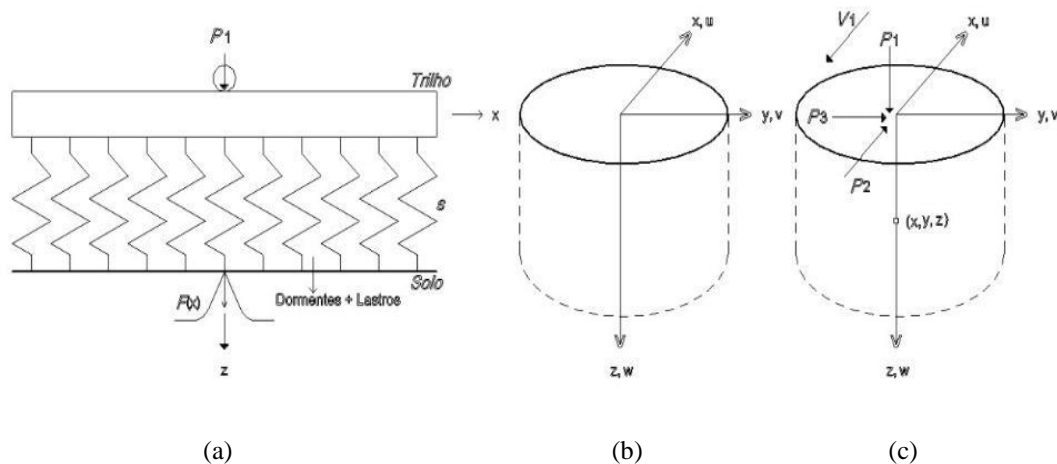 P1
Trilho
x
s
Solo
F(x)
Dormentes + Lastros
z
(a)
x, u
y, v
z, w
(b)
V1
P1
x, u
P3
y, v
P2
(x,y,z)
z, w
(c)